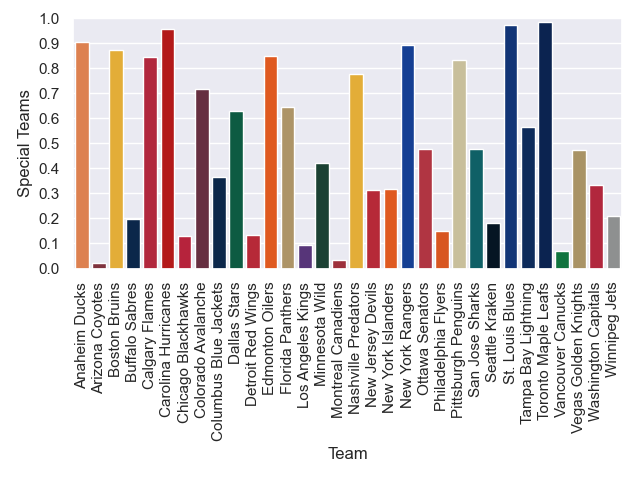 1.0
0.9
0.8
0.7
0.6
0.5
0.4
0.3
0.2
0.1
0.0
Special Teams
Anaheim Ducks
Arizona Coyotes
Boston Bruins
Buffalo Sabres
Calgary Flames
Carolina Hurricanes
Chicago Blackhawks
Colorado Avalanche
Columbus Blue Jackets
Dallas Stars
Detroit Red Wings
Edmonton Oilers
Florida Panthers
Los Angeles Kings
Minnesota Wild
Montreal Canadiens
Nashville Predators
New Jersey Devils
New York Islanders
New York Rangers
Ottawa Senators
Philadelphia Flyers
Pittsburgh Penguins
San Jose Sharks
Seattle Kraken
St. Louis Blues
Tampa Bay Lightning
Toronto Maple Leafs
Vancouver Canucks
Vegas Golden Knights
Washington Capitals
Winnipeg Jets
Team